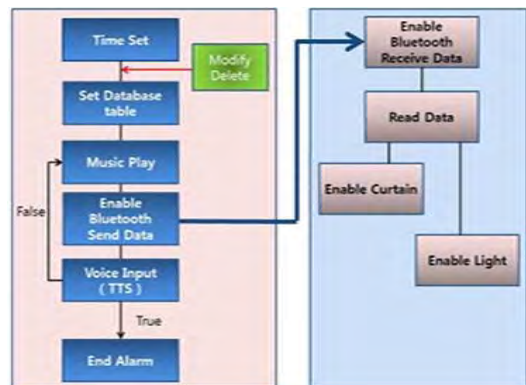 Time Set
Modify
Delete
Set Database
table
Music Play
False
Enable
Bluetooth
Send Data
Voice Input
( TTS )
True
End Alarm
Enable
Bluetooth
Receive Data
Read Data
Enable Curtain
Enable Light